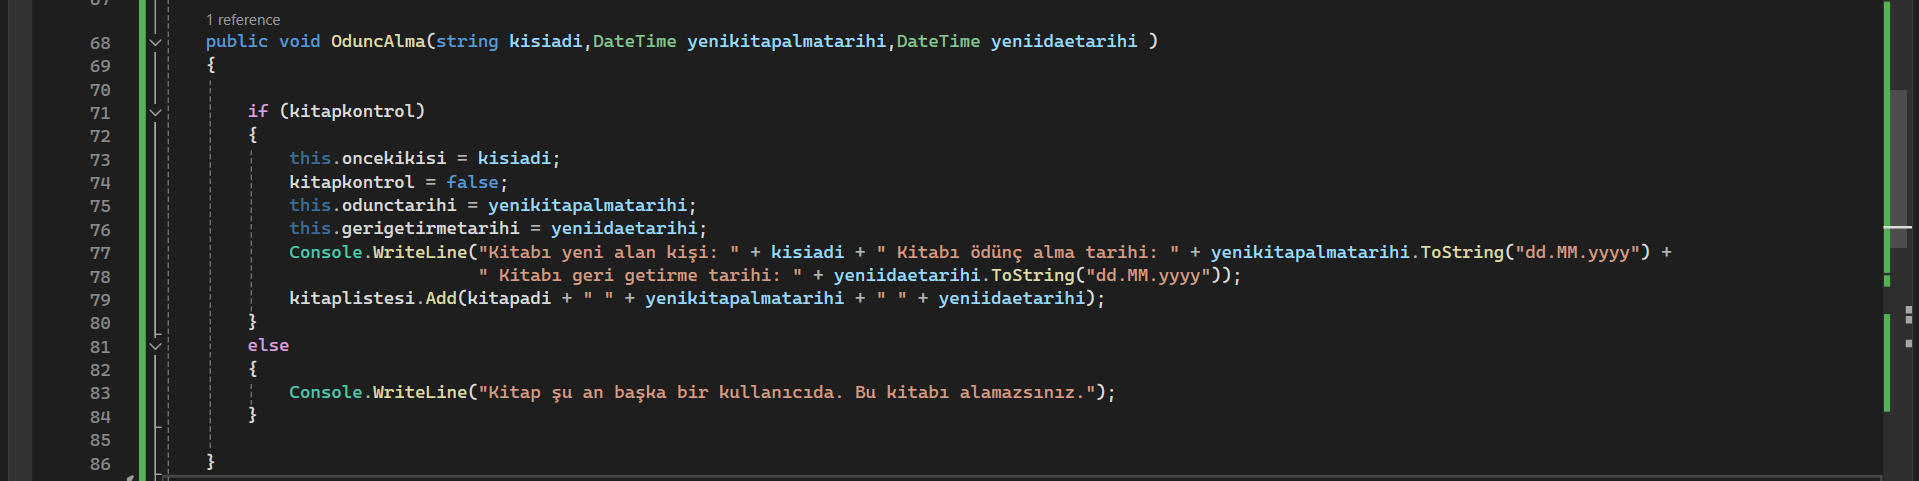 67
1 reference
68 public void OduncAlma(string kisiadi,DateTime yenikitapalmatarihi,DateTime yeniidaetarihi )
69 {
70
71 if (kitapkontrol)
72 {
73 this.oncekikisi = kisiadi;
74 kitapkontrol = false;
75 this.odunctarihi = yenikitapalmatarihi;
76 this.gerigetirmetarihi = yeniidaetarihi;
77 Console.WriteLine("Kitabı yeni alan kişi: " + kisiadi + " Kitabı ödünç alma tarihi: " + yenikitapalmatarihi.ToString("dd.MM.yyyy") +
78 " Kitabı geri getirme tarihi: " + yeniidaetarihi.ToString("dd.MM.yyyy"));
79 kitaplistesi.Add(kitapadi + " " + yenikitapalmatarihi + " " + yeniidaetarihi);
80 }
81 else
82 {
83 Console.WriteLine("Kitap şu an başka bir kullanıcıda. Bu kitabı alamazsınız.");
84 }
85
86 }